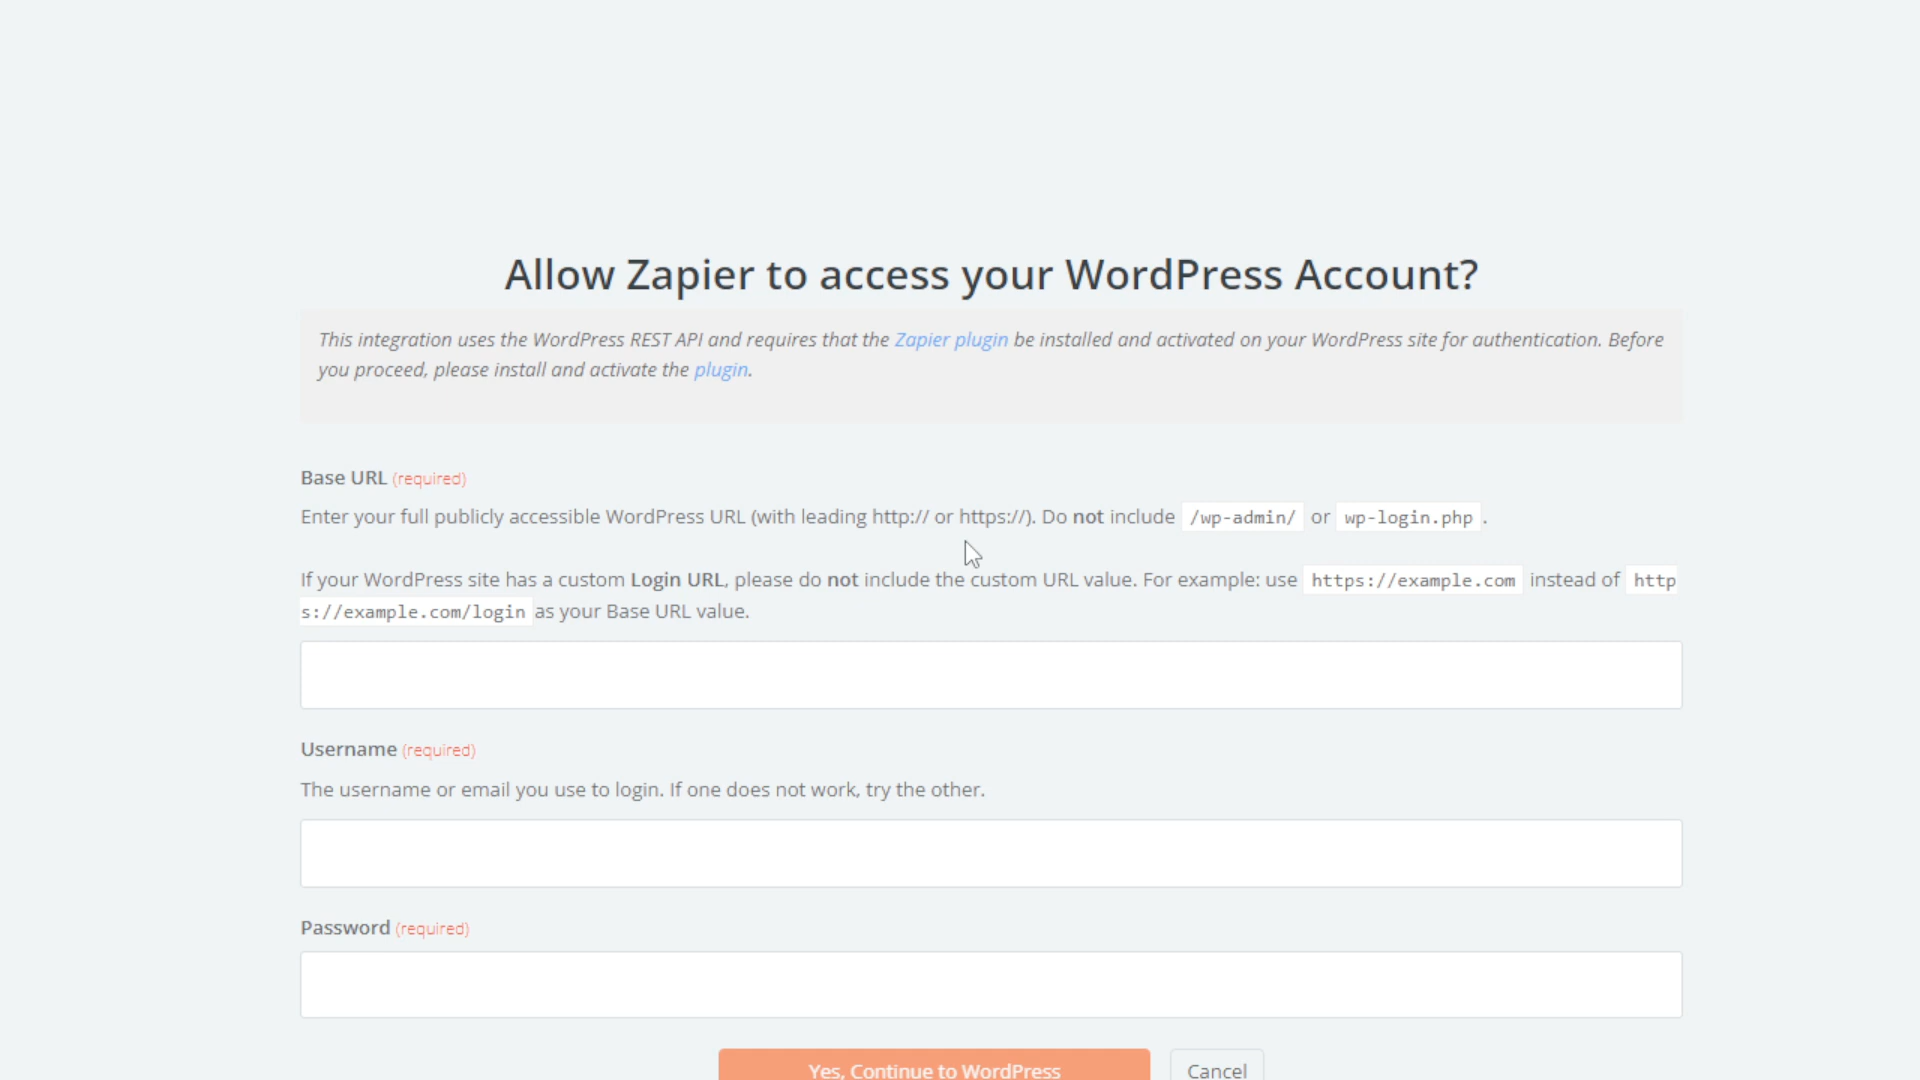 Allow Zapier to access your WordPress Account?
This integration uses the WordPress REST API and requires that the Zapier plugin be installed and activated on your WordPress site for authentication. Before
you proceed, please install and activate the plugin.
Base URL (required)
Enter your full publicly accessible WordPress URL (with leading http:// or https://). Do not include /wp-admin/ or wp-login.php .
If your WordPress site has a custom Login URL, please do not include the custom URL value. For example: use https://example.com instead of http
s://example.com/login as your Base URL value.
Username (required)
The username or email you use to login. If one does not work, try the other.
Password (required)
Yes, Continue to WordPress Cancel